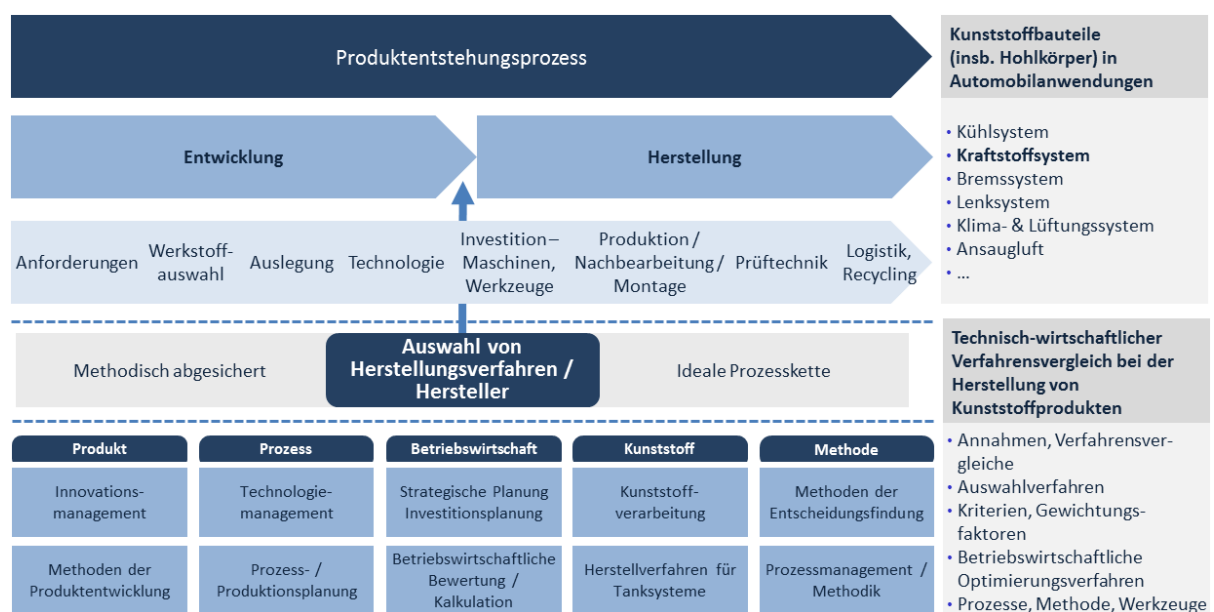 Produktentstehungsprozess
Entwicklung
Herstellung
Anforderungen
Werkstoff-
auswahl
Auslegung
Technologie
Investition –
Maschinen,
Werkzeuge
Produktion /
Nachbearbeitung /
Montage
Prüftechnik
Logistik,
Recycling
Methodisch abgesichert
Auswahl von
Herstellungsverfahren /
Hersteller
Ideale Prozesskette
Produkt
Innovations-
management
Methoden der
Produktentwicklung
Prozess
Technologie-
management
Prozess- /
Produktionsplanung
Betriebswirtschaft
Strategische Planung
Investitionsplanung
Betriebswirtschaftliche
Bewertung /
Kalkulation
Kunststoff
Kunststoff-
verarbeitung
Herstellverfahren für
Tanksysteme
Methode
Methoden der
Entscheidungsfindung
Prozessmanagement /
Methodik
Kunststoffbauteile
(insb. Hohlkörper) in
Automobilanwendungen
• Kühlsystem
• Kraftstoffsystem
• Bremssystem
• Lenksystem
• Klima- & Lüftungssystem
• Ansaugluft
• ...
Technisch-wirtschaftlicher
Verfahrensvergleich bei der
Herstellung von
Kunststoffprodukten
• Annahmen, Verfahrensver-
gleiche
• Auswahlverfahren
• Kriterien, Gewichtungs-
faktoren
• Betriebswirtschaftliche
Optimierungsverfahren
• Prozesse, Methode, Werkzeuge